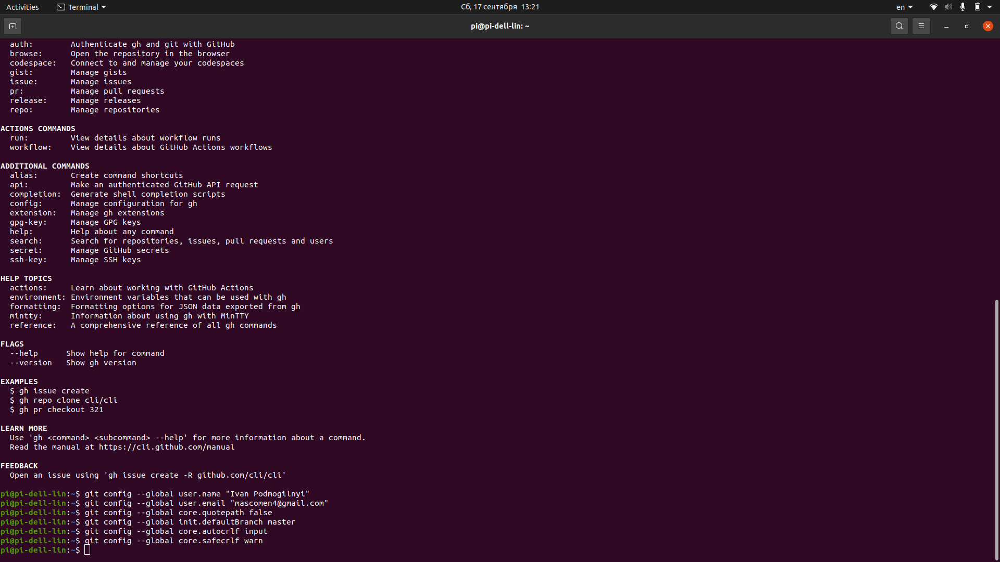 Activities Terminal Сб, 17 сентября 13:21 en
pi@pi-dell-lin: ~
auth: Authenticate gh and git with GitHub
browse: Open the repository in the browser
codespace: Connect to and manage your codespaces
gist: Manage gists
issue: Manage issues
pr: Manage pull requests
release: Manage releases
repo: Manage repositories
ACTIONS COMMANDS
run: View details about workflow runs
workflow: View details about GitHub Actions workflows
ADDITIONAL COMMANDS
alias: Create command shortcuts
api: Make an authenticated GitHub API request
completion: Generate shell completion scripts
config: Manage configuration for gh
extension: Manage gh extensions
gpg-key: Manage GPG keys
help: Help about any command
search: Search for repositories, issues, pull requests and users
secret: Manage GitHub secrets
ssh-key: Manage SSH keys
HELP TOPICS
actions: Learn about working with GitHub Actions
environment: Environment variables that can be used with gh
formatting: Formatting options for JSON data exported from gh
mintty: Information about using gh with MinTTY
reference: A comprehensive reference of all gh commands
FLAGS
--help Show help for command
--version Show gh version
EXAMPLES
$ gh issue create
$ gh repo clone cli/cli
$ gh pr checkout 321
LEARN MORE
Use 'gh <command> <subcommand> --help' for more information about a command.
Read the manual at https://cli.github.com/manual
FEEDBACK
Open an issue using 'gh issue create -R github.com/cli/cli'
pi@pi-dell-lin:~$ git config --global user.name "Ivan Podmogilnyi"
pi@pi-dell-lin:~$ git config --global user.email "mascomen4@gmail.com"
pi@pi-dell-lin:~$ git config --global core.quotepath false
pi@pi-dell-lin:~$ git config --global init.defaultBranch master
pi@pi-dell-lin:~$ git config --global core.autocrlf input
pi@pi-dell-lin:~$ git config --global core.safecrlf warn
pi@pi-dell-lin:~$